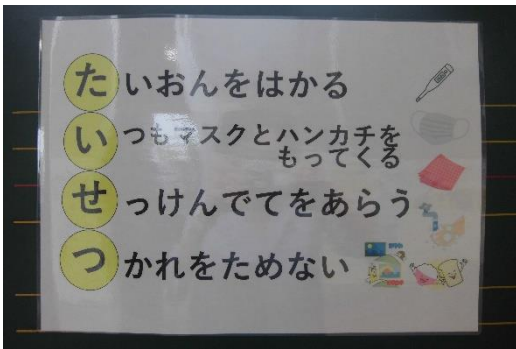 たいおんをはかる
いつもマスクとハンカチを
もってくる
せっけんでてをあらう
つかれをためない